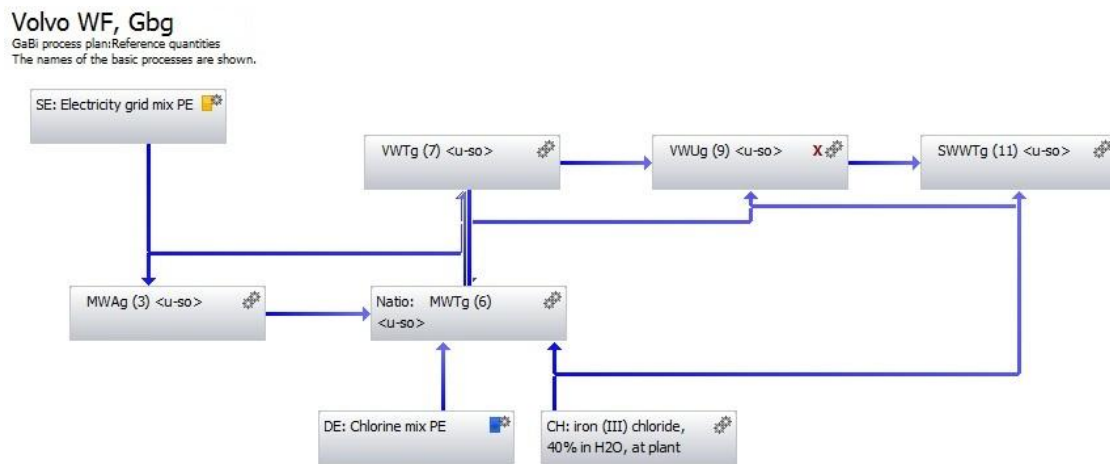 Volvo WF, Gbg
GaBi process plan:Reference quantities
The names of the basic processes are shown.
SE: Electricity grid mix PE
VWTg (7) <u-so>
VWUg (9) <u-so>
X
SWWTg (11) <u-so>
MWAg (3) <u-so>
Natio: MWTg (6)
<u-so>
DE: Chlorine mix PE
CH: iron (III) chloride,
40% in H2O, at plant